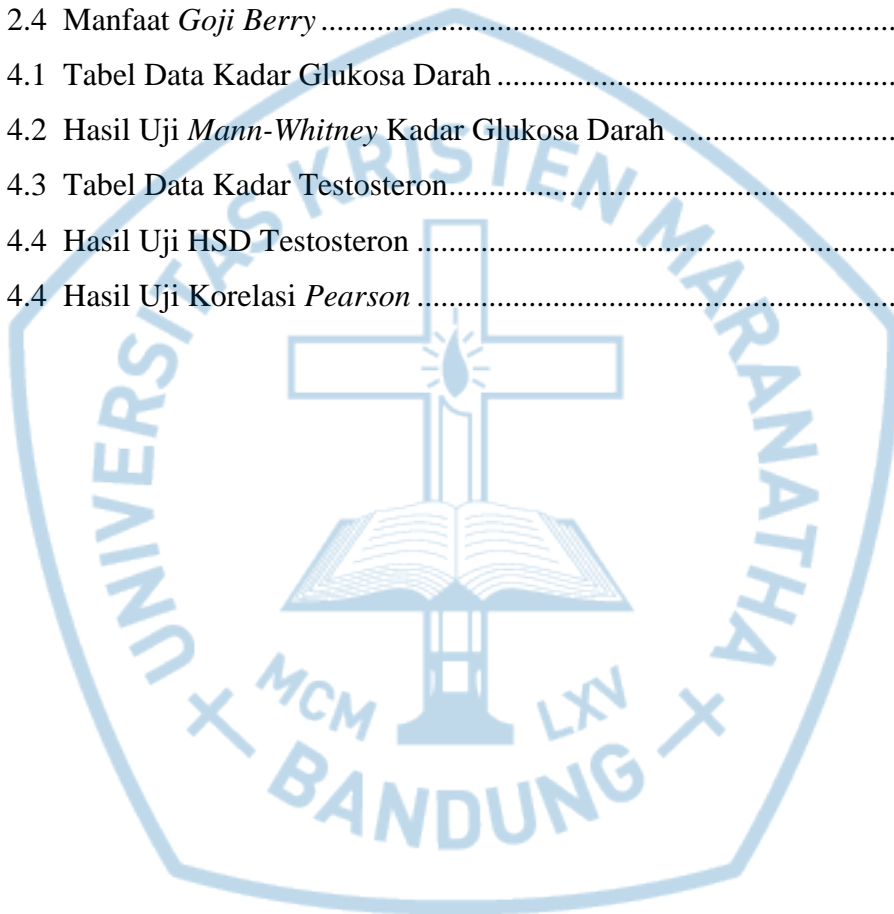 2.4 Manfaat Goji Berry ................................................................................
4.1 Tabel Data Kadar Glukosa Darah ........................................................
4.2 Hasil Uji Mann-Whitney Kadar Glukosa Darah ................................
4.3 Tabel Data Kadar Testosteron..............................................................
4.4 Hasil Uji HSD Testosteron ...................................................................
4.4 Hasil Uji Korelasi Pearson ...................................................................
UNIVERSITAS KRISTEN MARANATHA
MCM LXV
BANDUNG